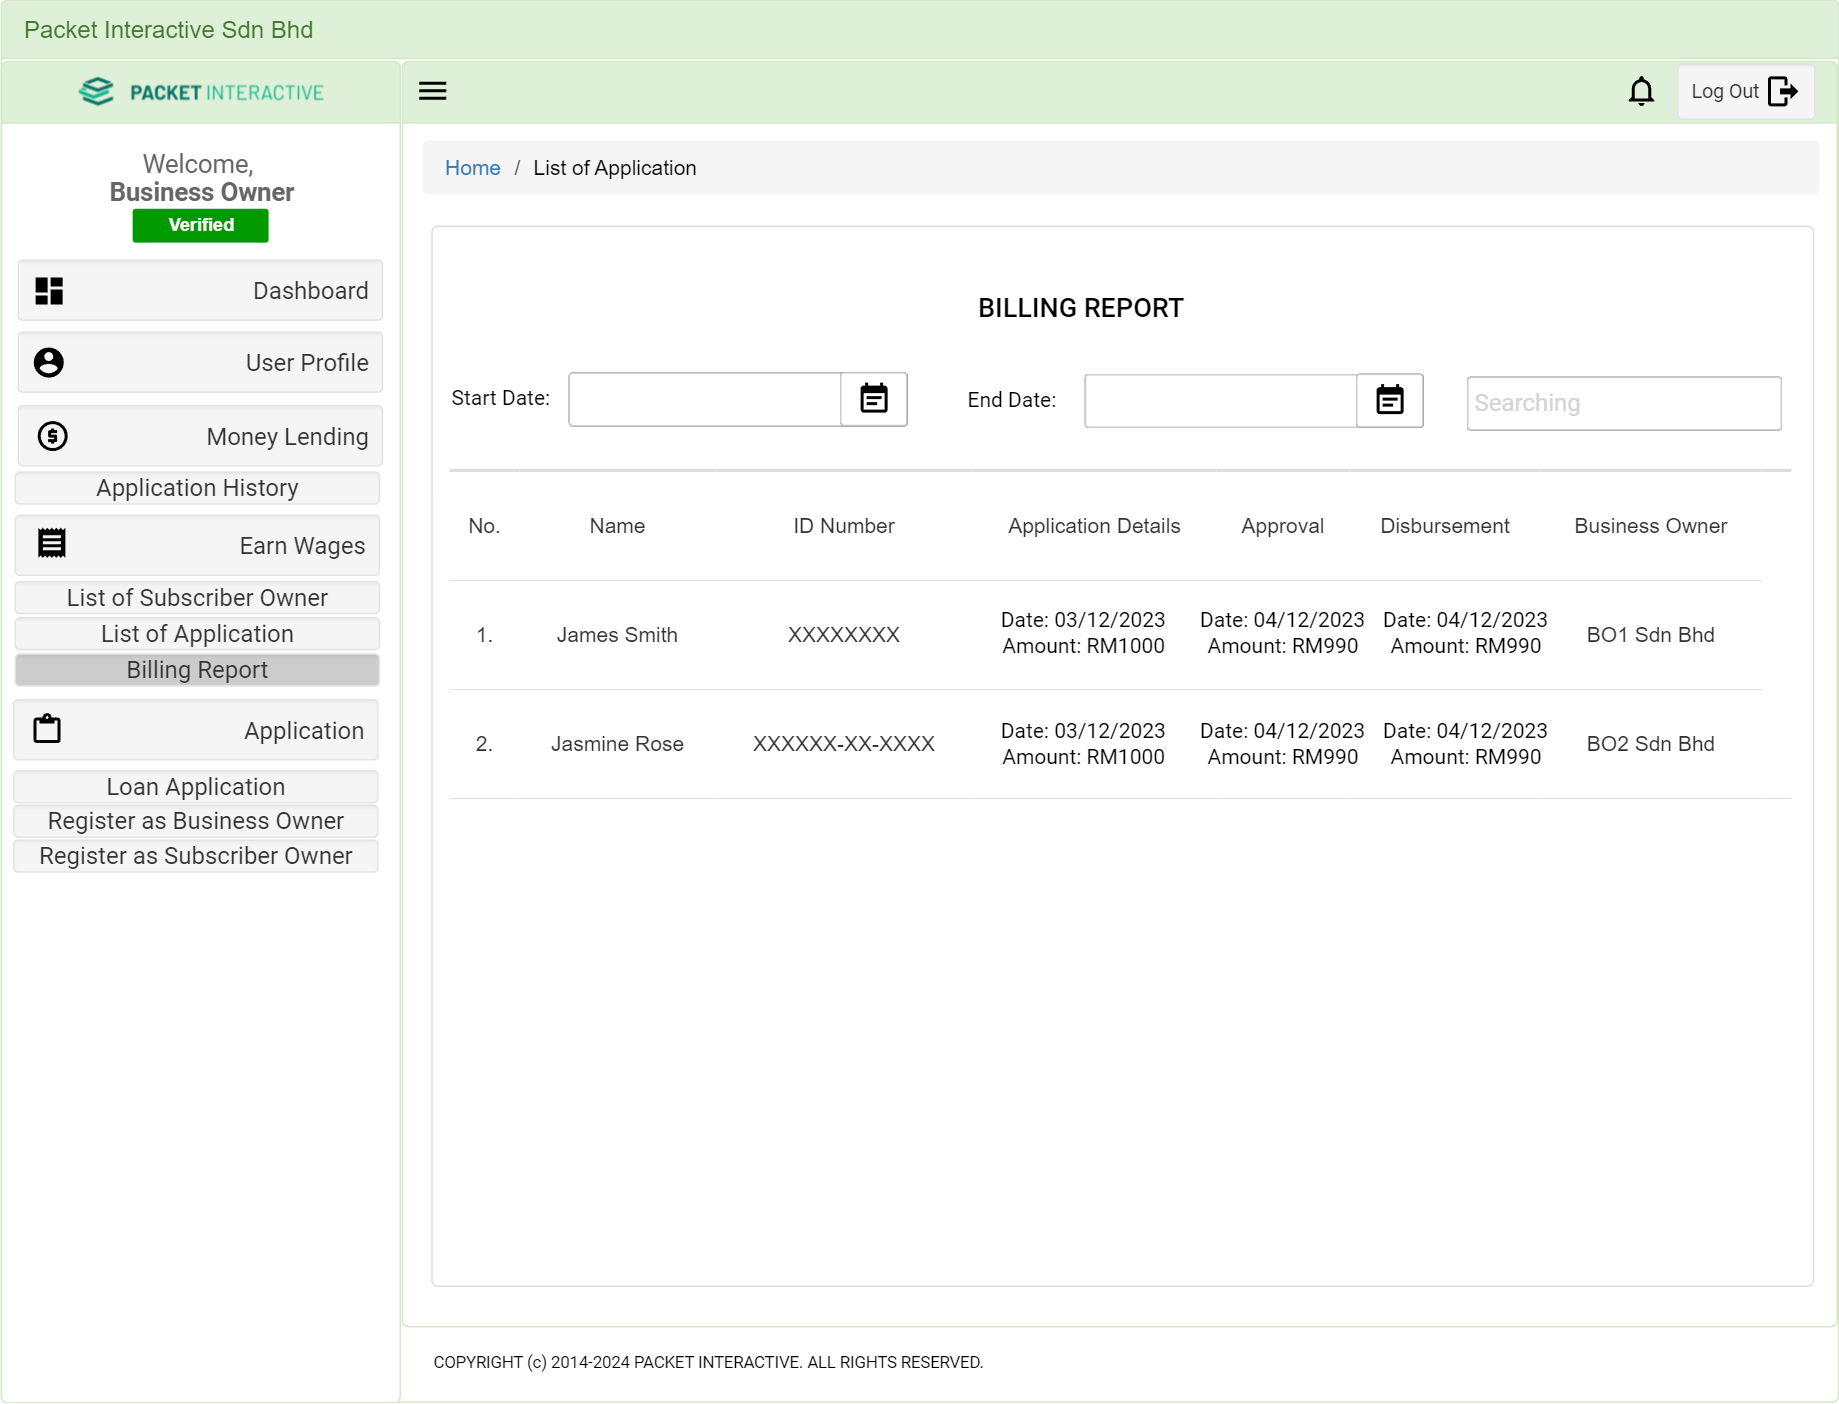 Packet Interactive Sdn Bhd
PACKET INTERACTIVE
Log Out
Welcome,
Business Owner
Verified
Dashboard
User Profile
Money Lending
Application History
Earn Wages
List of Subscriber Owner
List of Application
Billing Report
Application
Loan Application
Register as Business Owner
Register as Subscriber Owner
Home / List of Application
BILLING REPORT
Start Date: End Date: Searching
No. Name ID Number Application Details Approval Disbursement Business Owner
1. James Smith XXXXXXXX Date: 03/12/2023 Date: 04/12/2023 Date: 04/12/2023 BO1 Sdn Bhd
Amount: RM1000 Amount: RM990 Amount: RM990
2. Jasmine Rose XXXXXX-XX-XXXX Date: 03/12/2023 Date: 04/12/2023 Date: 04/12/2023 BO2 Sdn Bhd
Amount: RM1000 Amount: RM990 Amount: RM990
COPYRIGHT (c) 2014-2024 PACKET INTERACTIVE. ALL RIGHTS RESERVED.